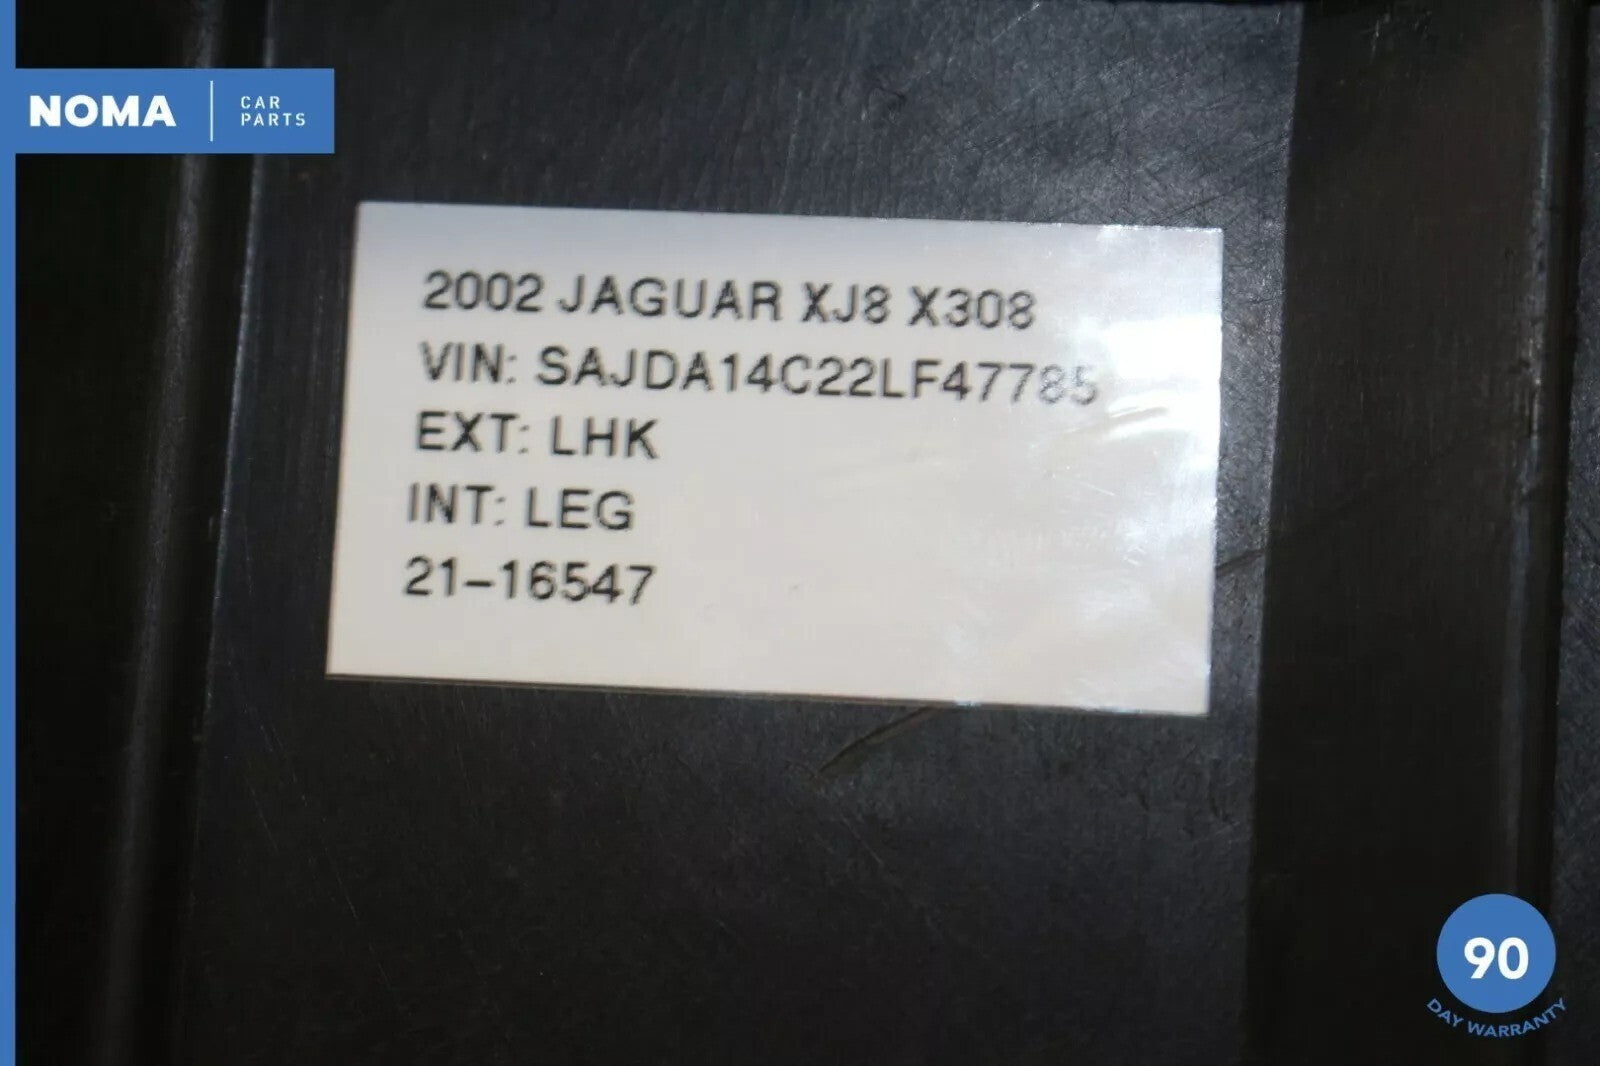 NOMA
CAR
PARTS
2002 JAGUAR XJ8 X308
VIN: SAJDA14C22LF47785
EXT: LHK
INT: LEG
21-16547
90
DAY WARRANTY